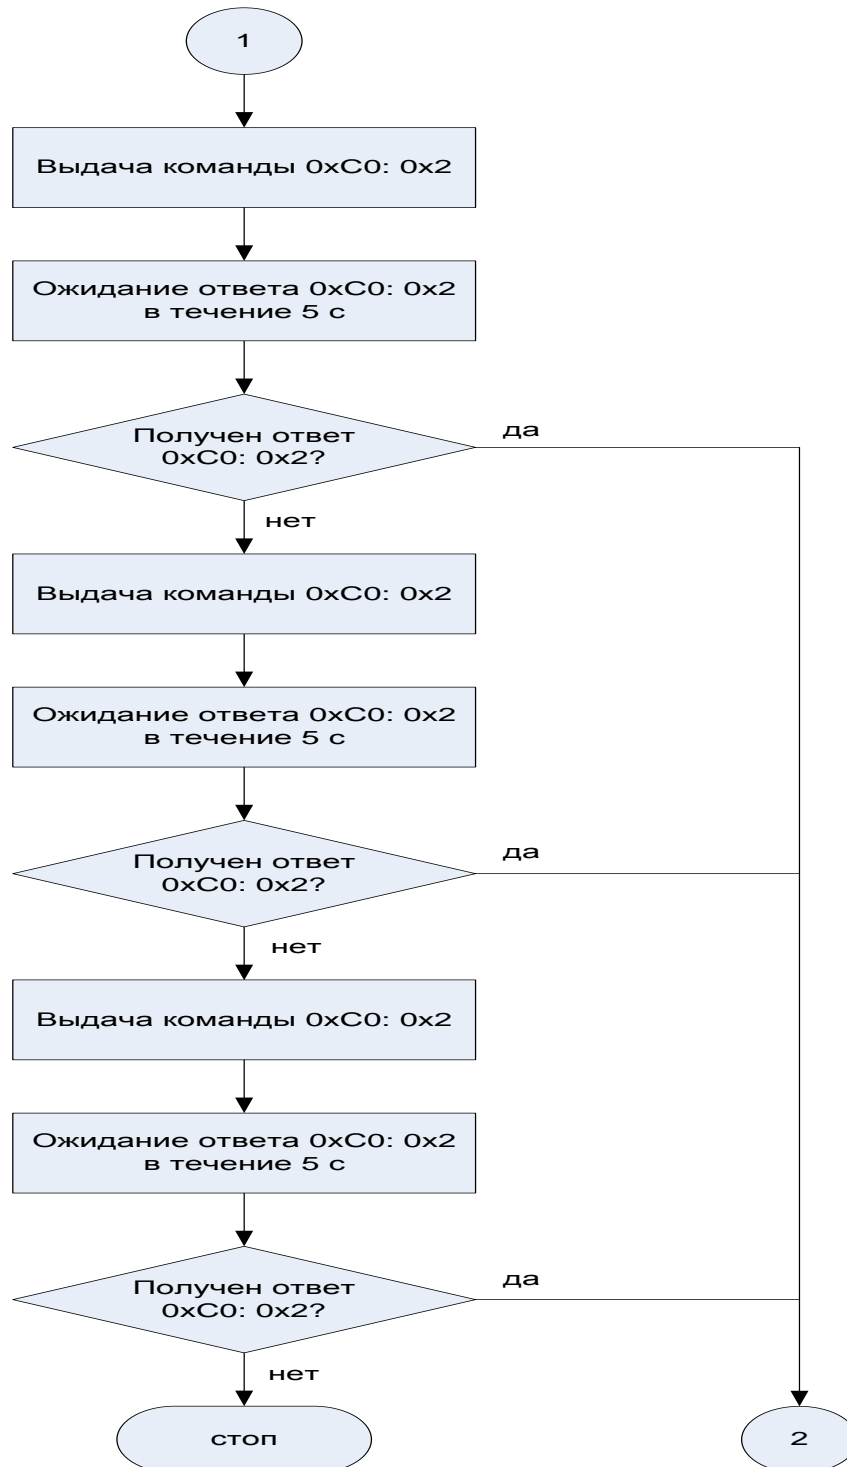 1
Выдача команды 0xC0: 0x2
Ожидание ответа 0xC0: 0x2
в течение 5 с
Получен ответ
0xC0: 0x2?
да
нет
Выдача команды 0xC0: 0x2
Ожидание ответа 0xC0: 0x2
в течение 5 с
Получен ответ
0xC0: 0x2?
да
нет
Выдача команды 0xC0: 0x2
Ожидание ответа 0xC0: 0x2
в течение 5 с
Получен ответ
0xC0: 0x2?
да
нет
стоп
2